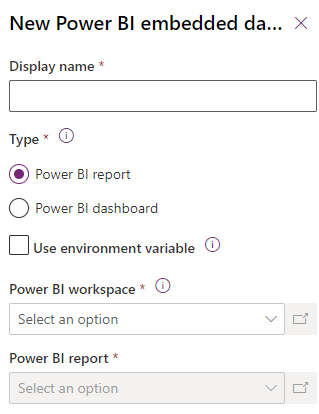 New Power BI embedded da...
Display name *
Type *
Power BI report
Power BI dashboard
Use environment variable
Power BI workspace *
Select an option
Power BI report *
Select an option